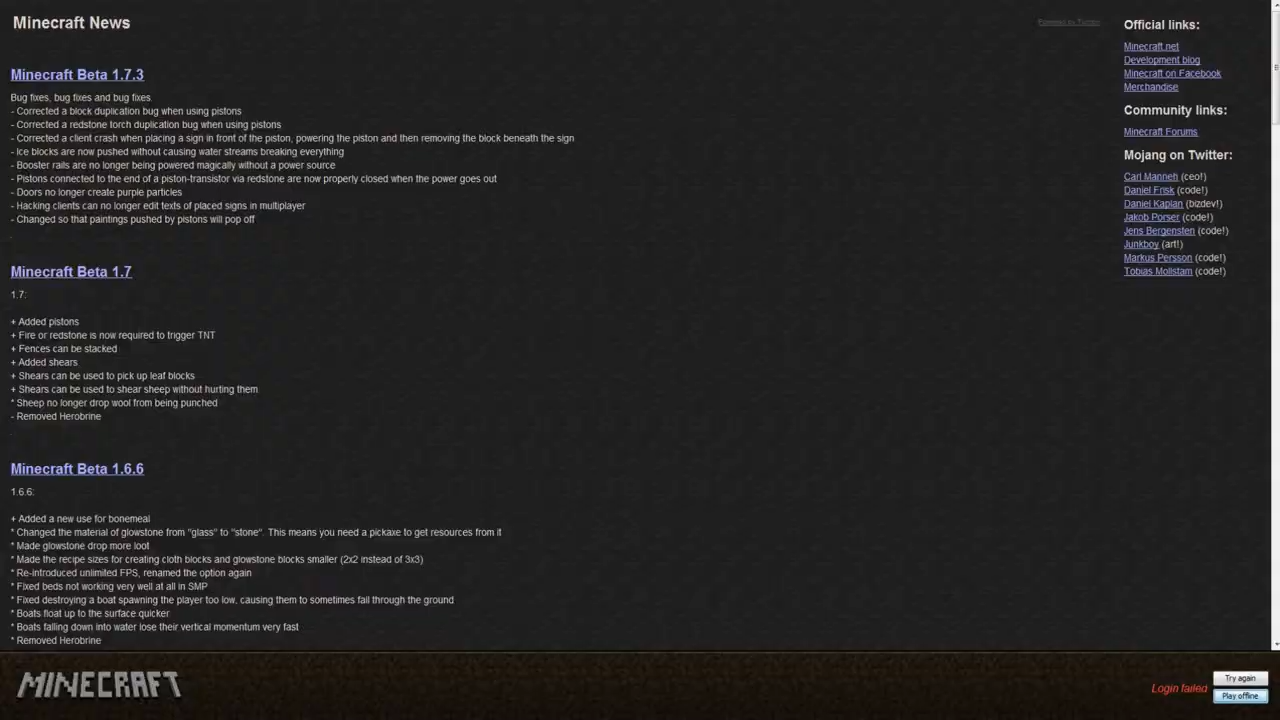 Minecraft News
Powered by Tumblr
Minecraft Beta 1.7.3
Bug fixes, bug fixes and bug fixes.
- Corrected a block duplication bug when using pistons
- Corrected a redstone torch duplication bug when using pistons
- Corrected a client crash when placing a sign in front of the piston, powering the piston and then removing the block beneath the sign
- Ice blocks are now pushed without causing water streams breaking everything
- Booster rails are no longer being powered magically without a power source
- Pistons connected to the end of a piston-transistor via redstone are now properly closed when the power goes out
- Doors no longer create purple particles
- Hacking clients can no longer edit texts of placed signs in multiplayer
- Changed so that paintings pushed by pistons will pop off
Minecraft Beta 1.7
1.7:
+ Added pistons
+ Fire or redstone is now required to trigger TNT
+ Fences can be stacked
+ Added shears
+ Shears can be used to pick up leaf blocks
+ Shears can be used to shear sheep without hurting them
* Sheep no longer drop wool from being punched
- Removed Herobrine
Minecraft Beta 1.6.6
1.6.6:
+ Added a new use for bonemeal
* Changed the material of glowstone from "glass" to "stone". This means you need a pickaxe to get resources from it
* Made glowstone drop more loot
* Made the recipe sizes for creating cloth blocks and glowstone blocks smaller (2x2 instead of 3x3)
* Re-introduced unlimited FPS, renamed the option again
* Fixed beds not working very well at all in SMP
* Fixed destroying a boat spawning the player too low, causing them to sometimes fall through the ground
* Boats float up to the surface quicker
* Boats falling down into water lose their vertical momentum very fast
* Removed Herobrine
Official links:
Minecraft.net
Development blog
Minecraft on Facebook
Merchandise
Community links:
Minecraft Forums
Mojang on Twitter:
Carl Manneh (ceo!)
Daniel Frisk (code!)
Daniel Kaplan (bizdev!)
Jakob Porser (code!)
Jens Bergensten (code!)
Junkboy (art!)
Markus Persson (code!)
Tobias Mollstam (code!)
MINECRAFT
Login failed
Try again
Play offline